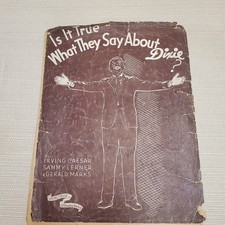 Is It True
What They Say About
Dixie
?
IRVING CAESAR
SAMMY LERNER
& GERALD MARKS